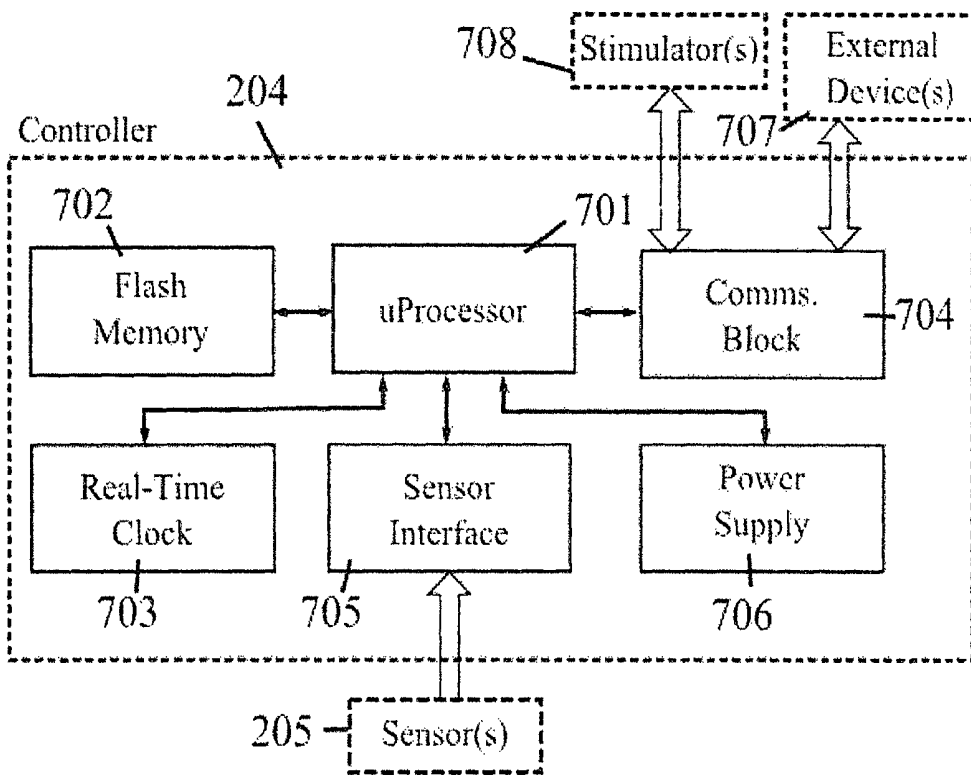 708
Stimulator(s)
External
Device(s)
707
204
Controller
702
Flash
Memory
701
uProcessor
Comms.
Block
704
Real-Time
Clock
703
Sensor
Interface
705
Power
Supply
706
205
Sensor(s)